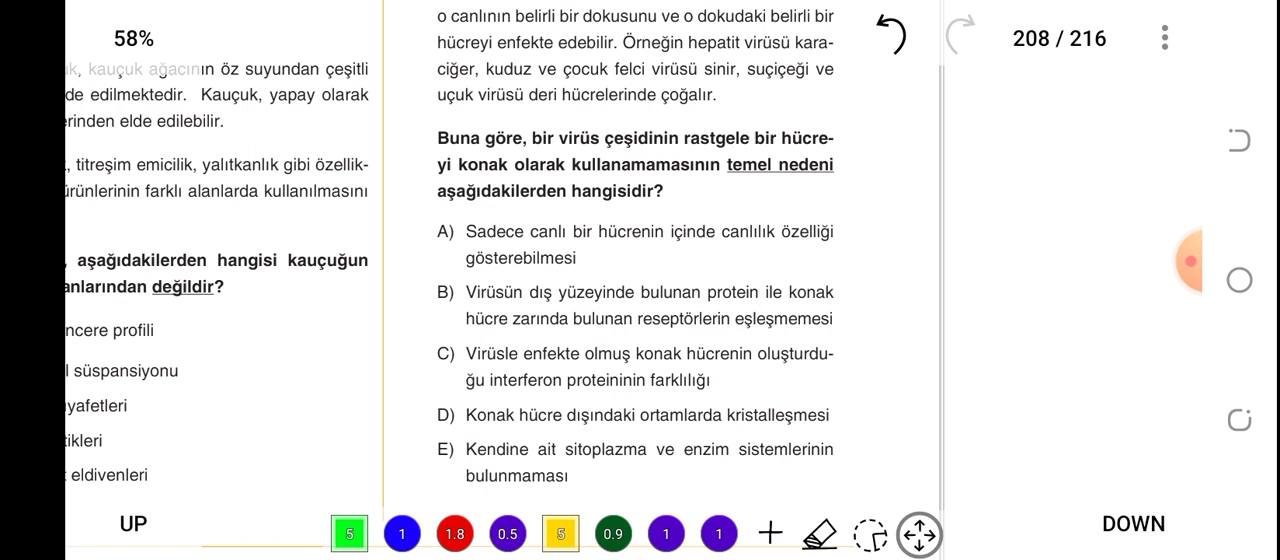 58%
208 / 216
uk, kauçuk ağacının öz suyundan çeşitli
de edilmektedir. Kauçuk, yapay olarak
erinden elde edilebilir.
, titreşim emicilik, yalıtkanlık gibi özellik-
ürünlerinin farklı alanlarda kullanılmasını
, aşağıdakilerden hangisi kauçuğun
anlarından değildir?
ncere profili
l süspansiyonu
yafetleri
tikleri
eldivenleri
o canlının belirli bir dokusunu ve o dokudaki belirli bir
hücreyi enfekte edebilir. Örneğin hepatit virüsü kara-
ciğer, kuduz ve çocuk felci virüsü sinir, suçiçeği ve
uçuk virüsü deri hücrelerinde çoğalır.
Buna göre, bir virüs çeşidinin rastgele bir hücre-
yi konak olarak kullanamamasının temel nedeni
aşağıdakilerden hangisidir?
A) Sadece canlı bir hücrenin içinde canlılık özelliği
gösterebilmesi
B) Virüsün dış yüzeyinde bulunan protein ile konak
hücre zarında bulunan reseptörlerin eşleşmemesi
C) Virüsle enfekte olmuş konak hücrenin oluşturdu-
ğu interferon proteininin farklılığı
D) Konak hücre dışındaki ortamlarda kristalleşmesi
E) Kendine ait sitoplazma ve enzim sistemlerinin
bulunmaması
UP
5 1 1.8 0.5 5 0.9 1 1
DOWN